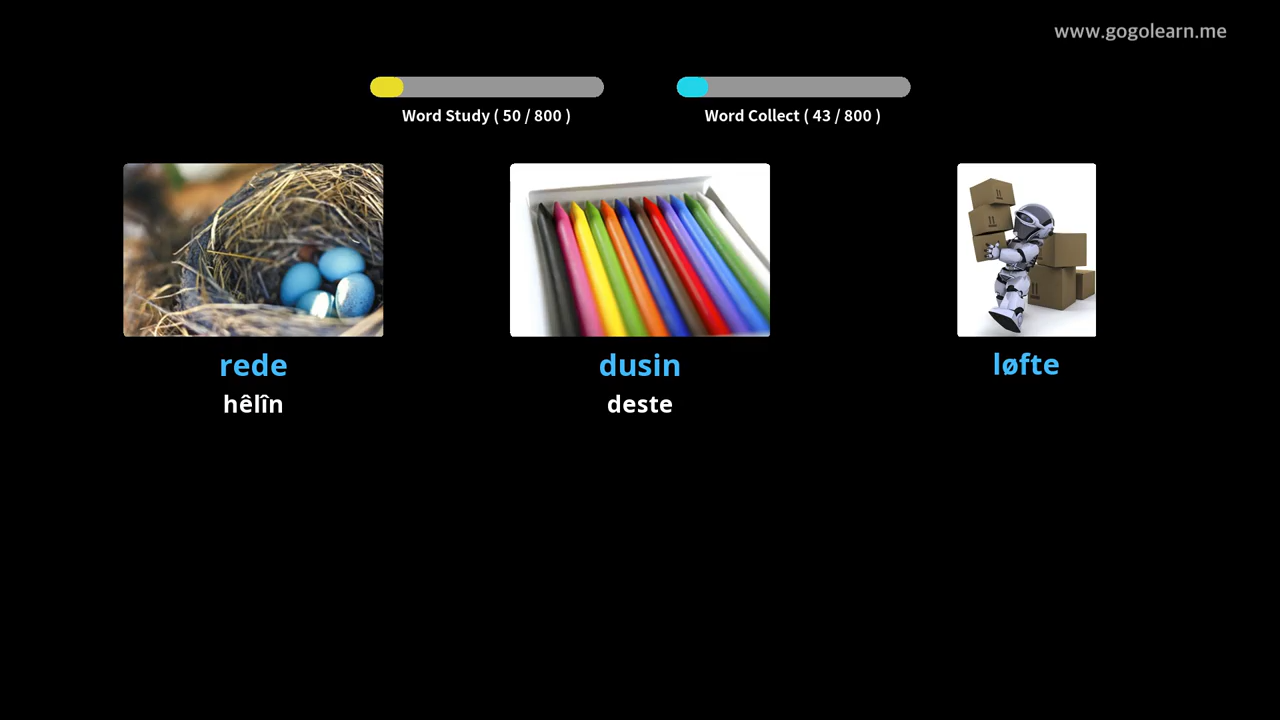 www.gogolearn.me
Word Study ( 50 / 800 )
Word Collect ( 43 / 800 )
rede
hêlîn
dusin
deste
løfte